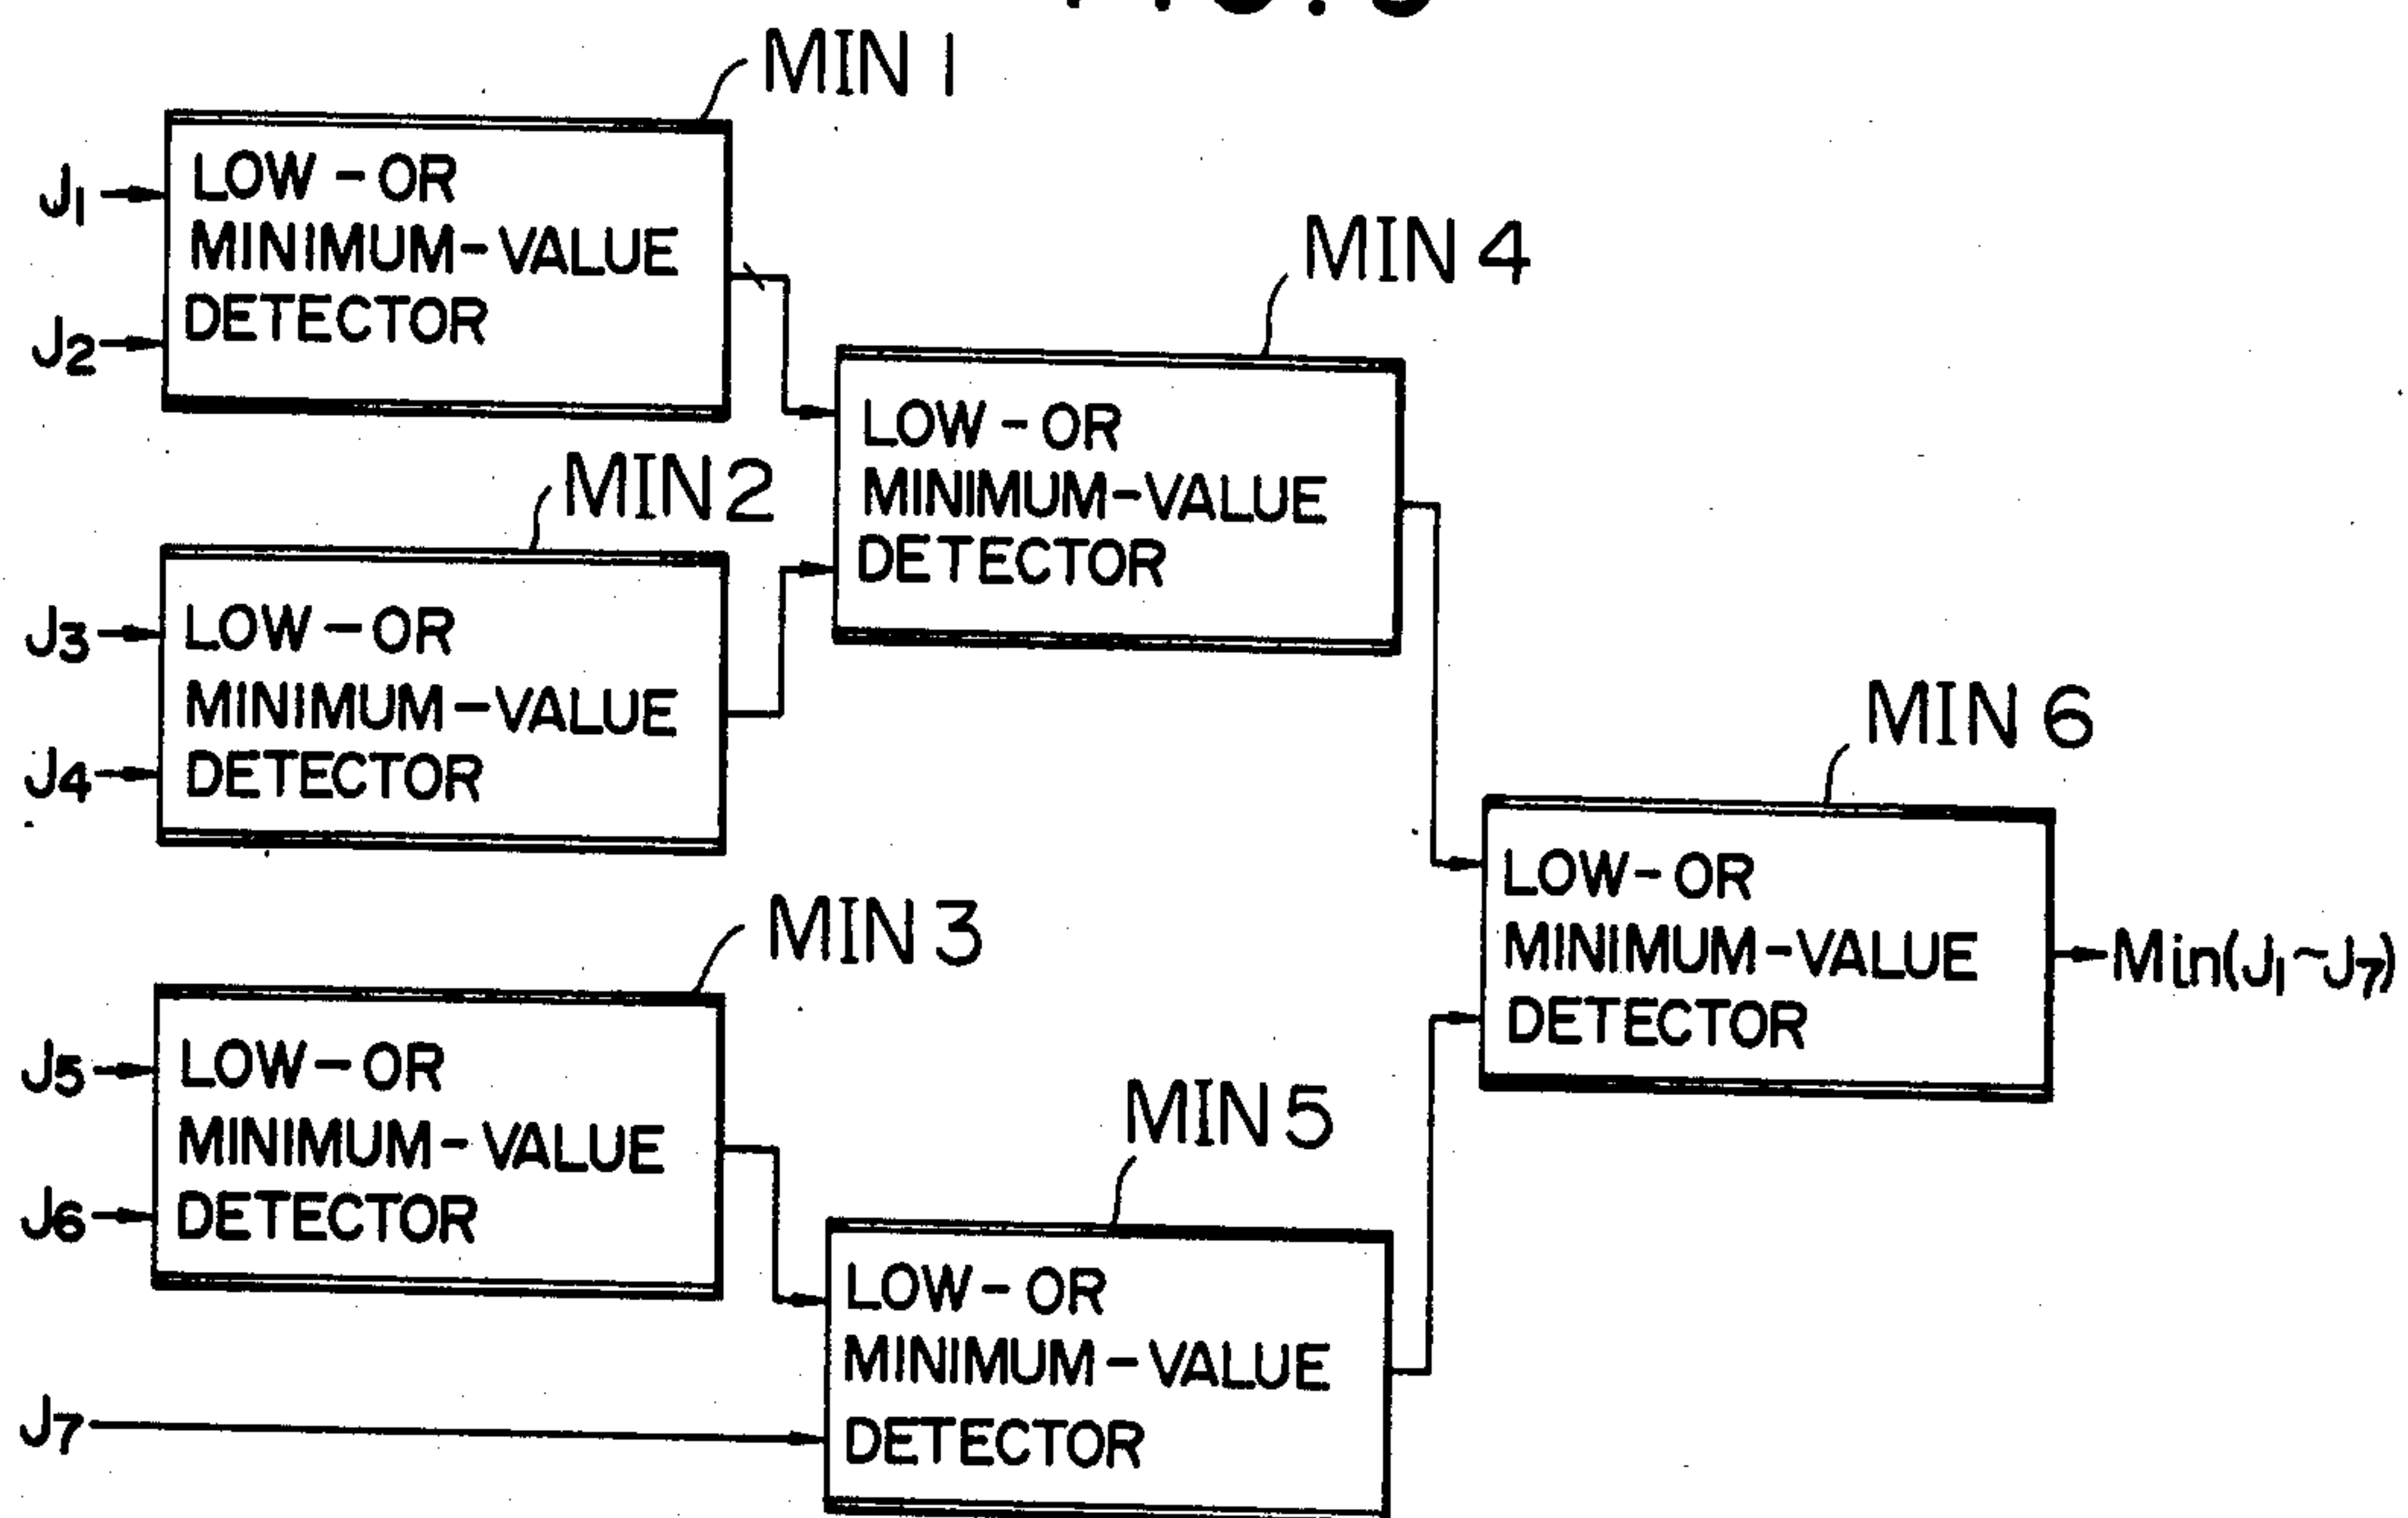 MIN 1
J1
LOW-OR
MINIMUM-VALUE
DETECTOR
J2
MIN 2
J3
LOW-OR
MINIMUM-VALUE
DETECTOR
J4
MIN 3
J5
LOW-OR
MINIMUM-VALUE
DETECTOR
J6
J7
MIN 4
LOW-OR
MINIMUM-VALUE
DETECTOR
MIN 5
LOW-OR
MINIMUM-VALUE
DETECTOR
MIN 6
LOW-OR
MINIMUM-VALUE
DETECTOR
Min(J1~J7)